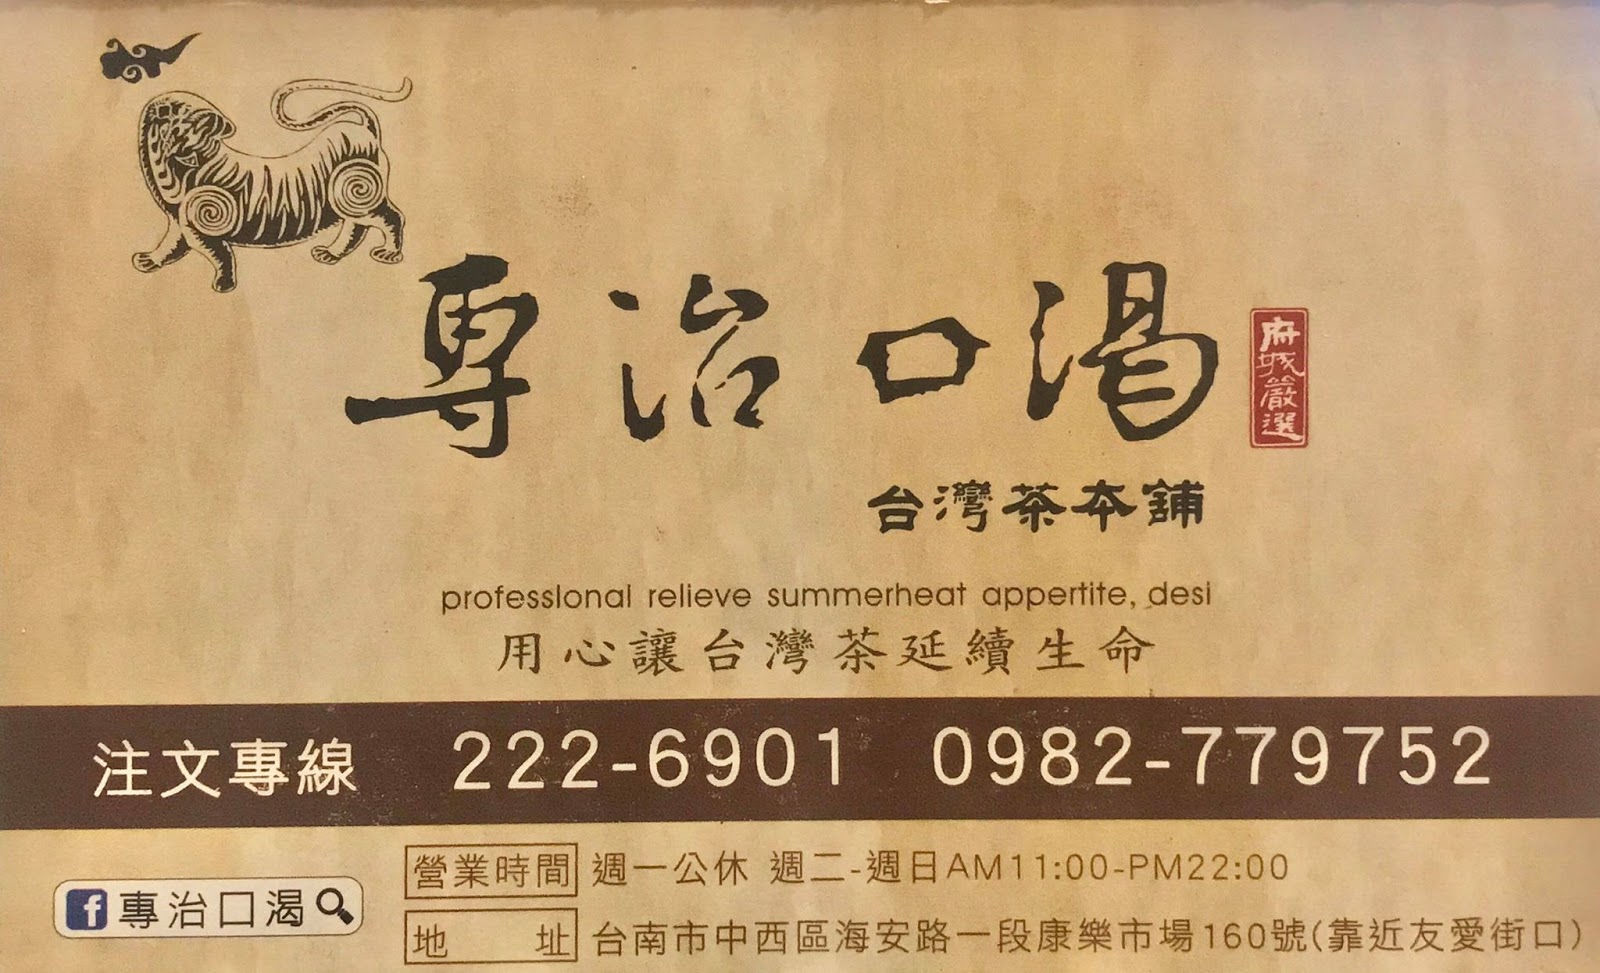 專治口渴
府城嚴選
台灣茶本舖
professional relieve summerheat appertite, desi
用心讓台灣茶延續生命
注文專線 222-6901 0982-779752
營業時間 週一公休 週二-週日AM11:00-PM22:00
專治口渴
地址 台南市中西區海安路一段康樂市場160號(靠近友愛街口)